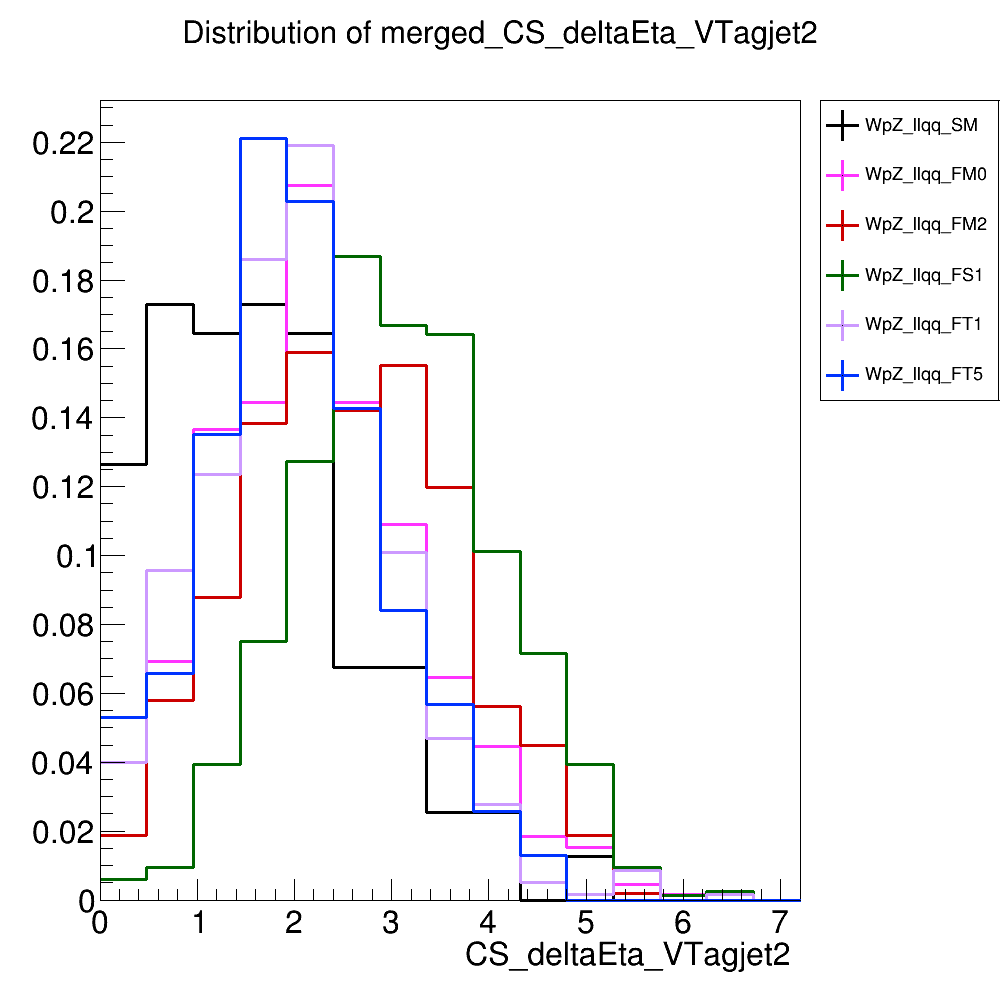 Distribution of merged_CS_deltaEta_VTagjet2
WpZ_llqq_SM
WpZ_llqq_FM0
WpZ_llqq_FM2
WpZ_llqq_FS1
WpZ_llqq_FT1
WpZ_llqq_FT5
0.22
0.2
0.18
0.16
0.14
0.12
0.1
0.08
0.06
0.04
0.02
0
0 1 2 3 4 5 6 7
CS_deltaEta_VTagjet2